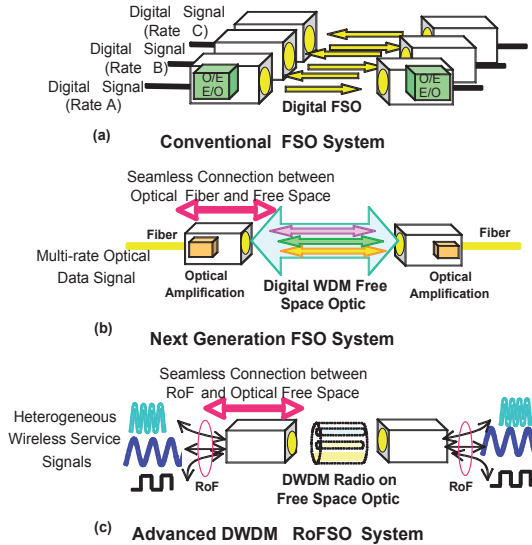 Digital Signal
(Rate C)
Digital Signal
(Rate B)
Digital Signal
(Rate A)
O/E
E/O
O/E
E/O
Digital FSO
(a)
Conventional FSO System
Seamless Connection between
Optical Fiber and Free Space
Fiber
Fiber
Multi-rate Optical
Data Signal
Optical
Amplification
Digital WDM Free
Space Optic
Optical
Amplification
(b)
Next Generation FSO System
Seamless Connection between
RoF and Optical Free Space
Heterogeneous
Wireless Service
Signals
RoF
DWDM Radio on
Free Space Optic
RoF
(c)
Advanced DWDM RoFSO System